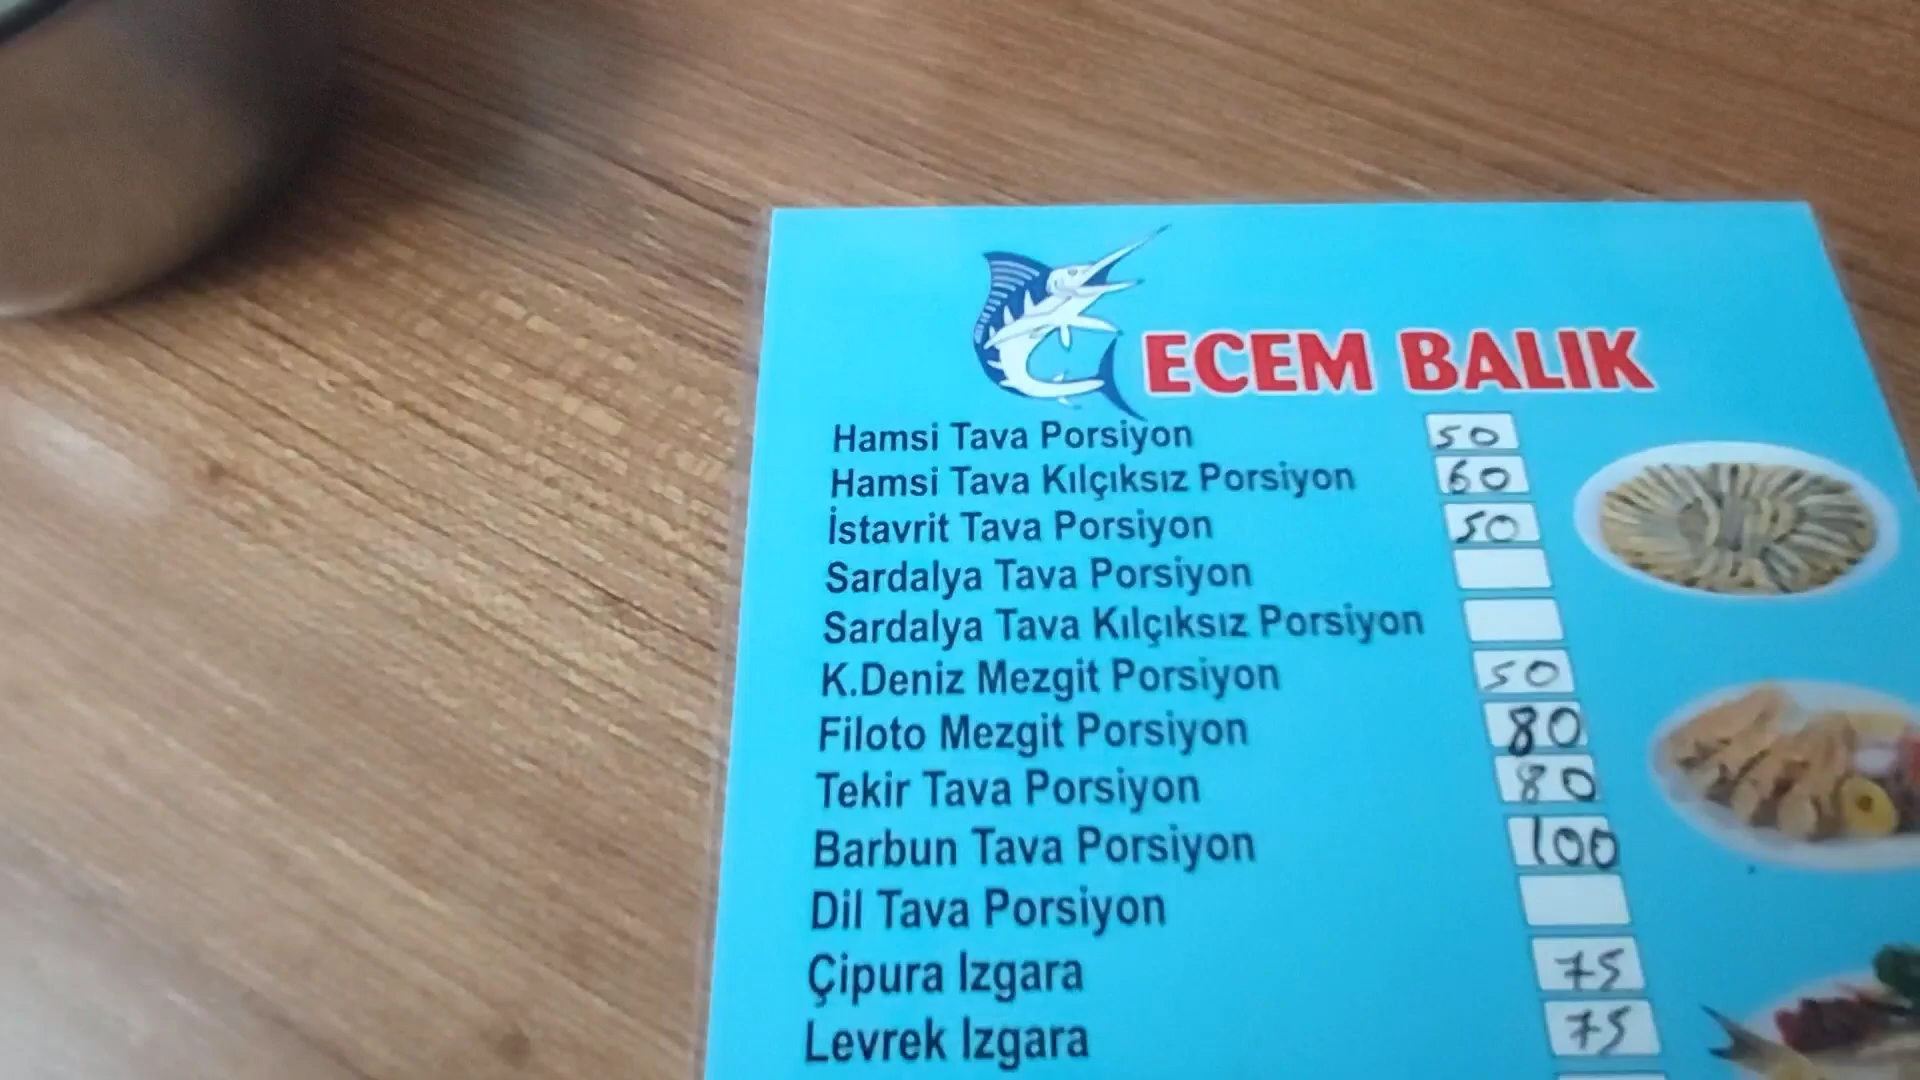 ECEM BALIK
Hamsi Tava Porsiyon 50
Hamsi Tava Kılçıksız Porsiyon 60
İstavrit Tava Porsiyon 50
Sardalya Tava Porsiyon
Sardalya Tava Kılçıksız Porsiyon
K.Deniz Mezgit Porsiyon 50
Filoto Mezgit Porsiyon 80
Tekir Tava Porsiyon 80
Barbun Tava Porsiyon 100
Dil Tava Porsiyon
Çipura Izgara 75
Levrek Izgara 75